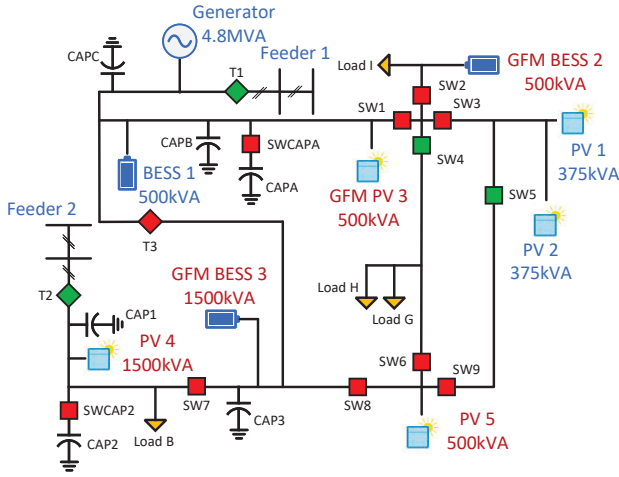 Generator
4.8MVA
Feeder 1
CAPC
T1
Load I
GFM BESS 2
500kVA
SW2
SW1
SW3
SW4
CAPB
SWCAPA
CAPA
BESS 1
500kVA
GFM PV 3
500kVA
PV 1
375kVA
SW5
PV 2
375kVA
Feeder 2
T3
GFM BESS 3
1500kVA
Load H
Load G
T2
CAP1
PV 4
1500kVA
SW6
SW9
SW7
SW8
SWCAP2
CAP2
Load B
CAP3
PV 5
500kVA